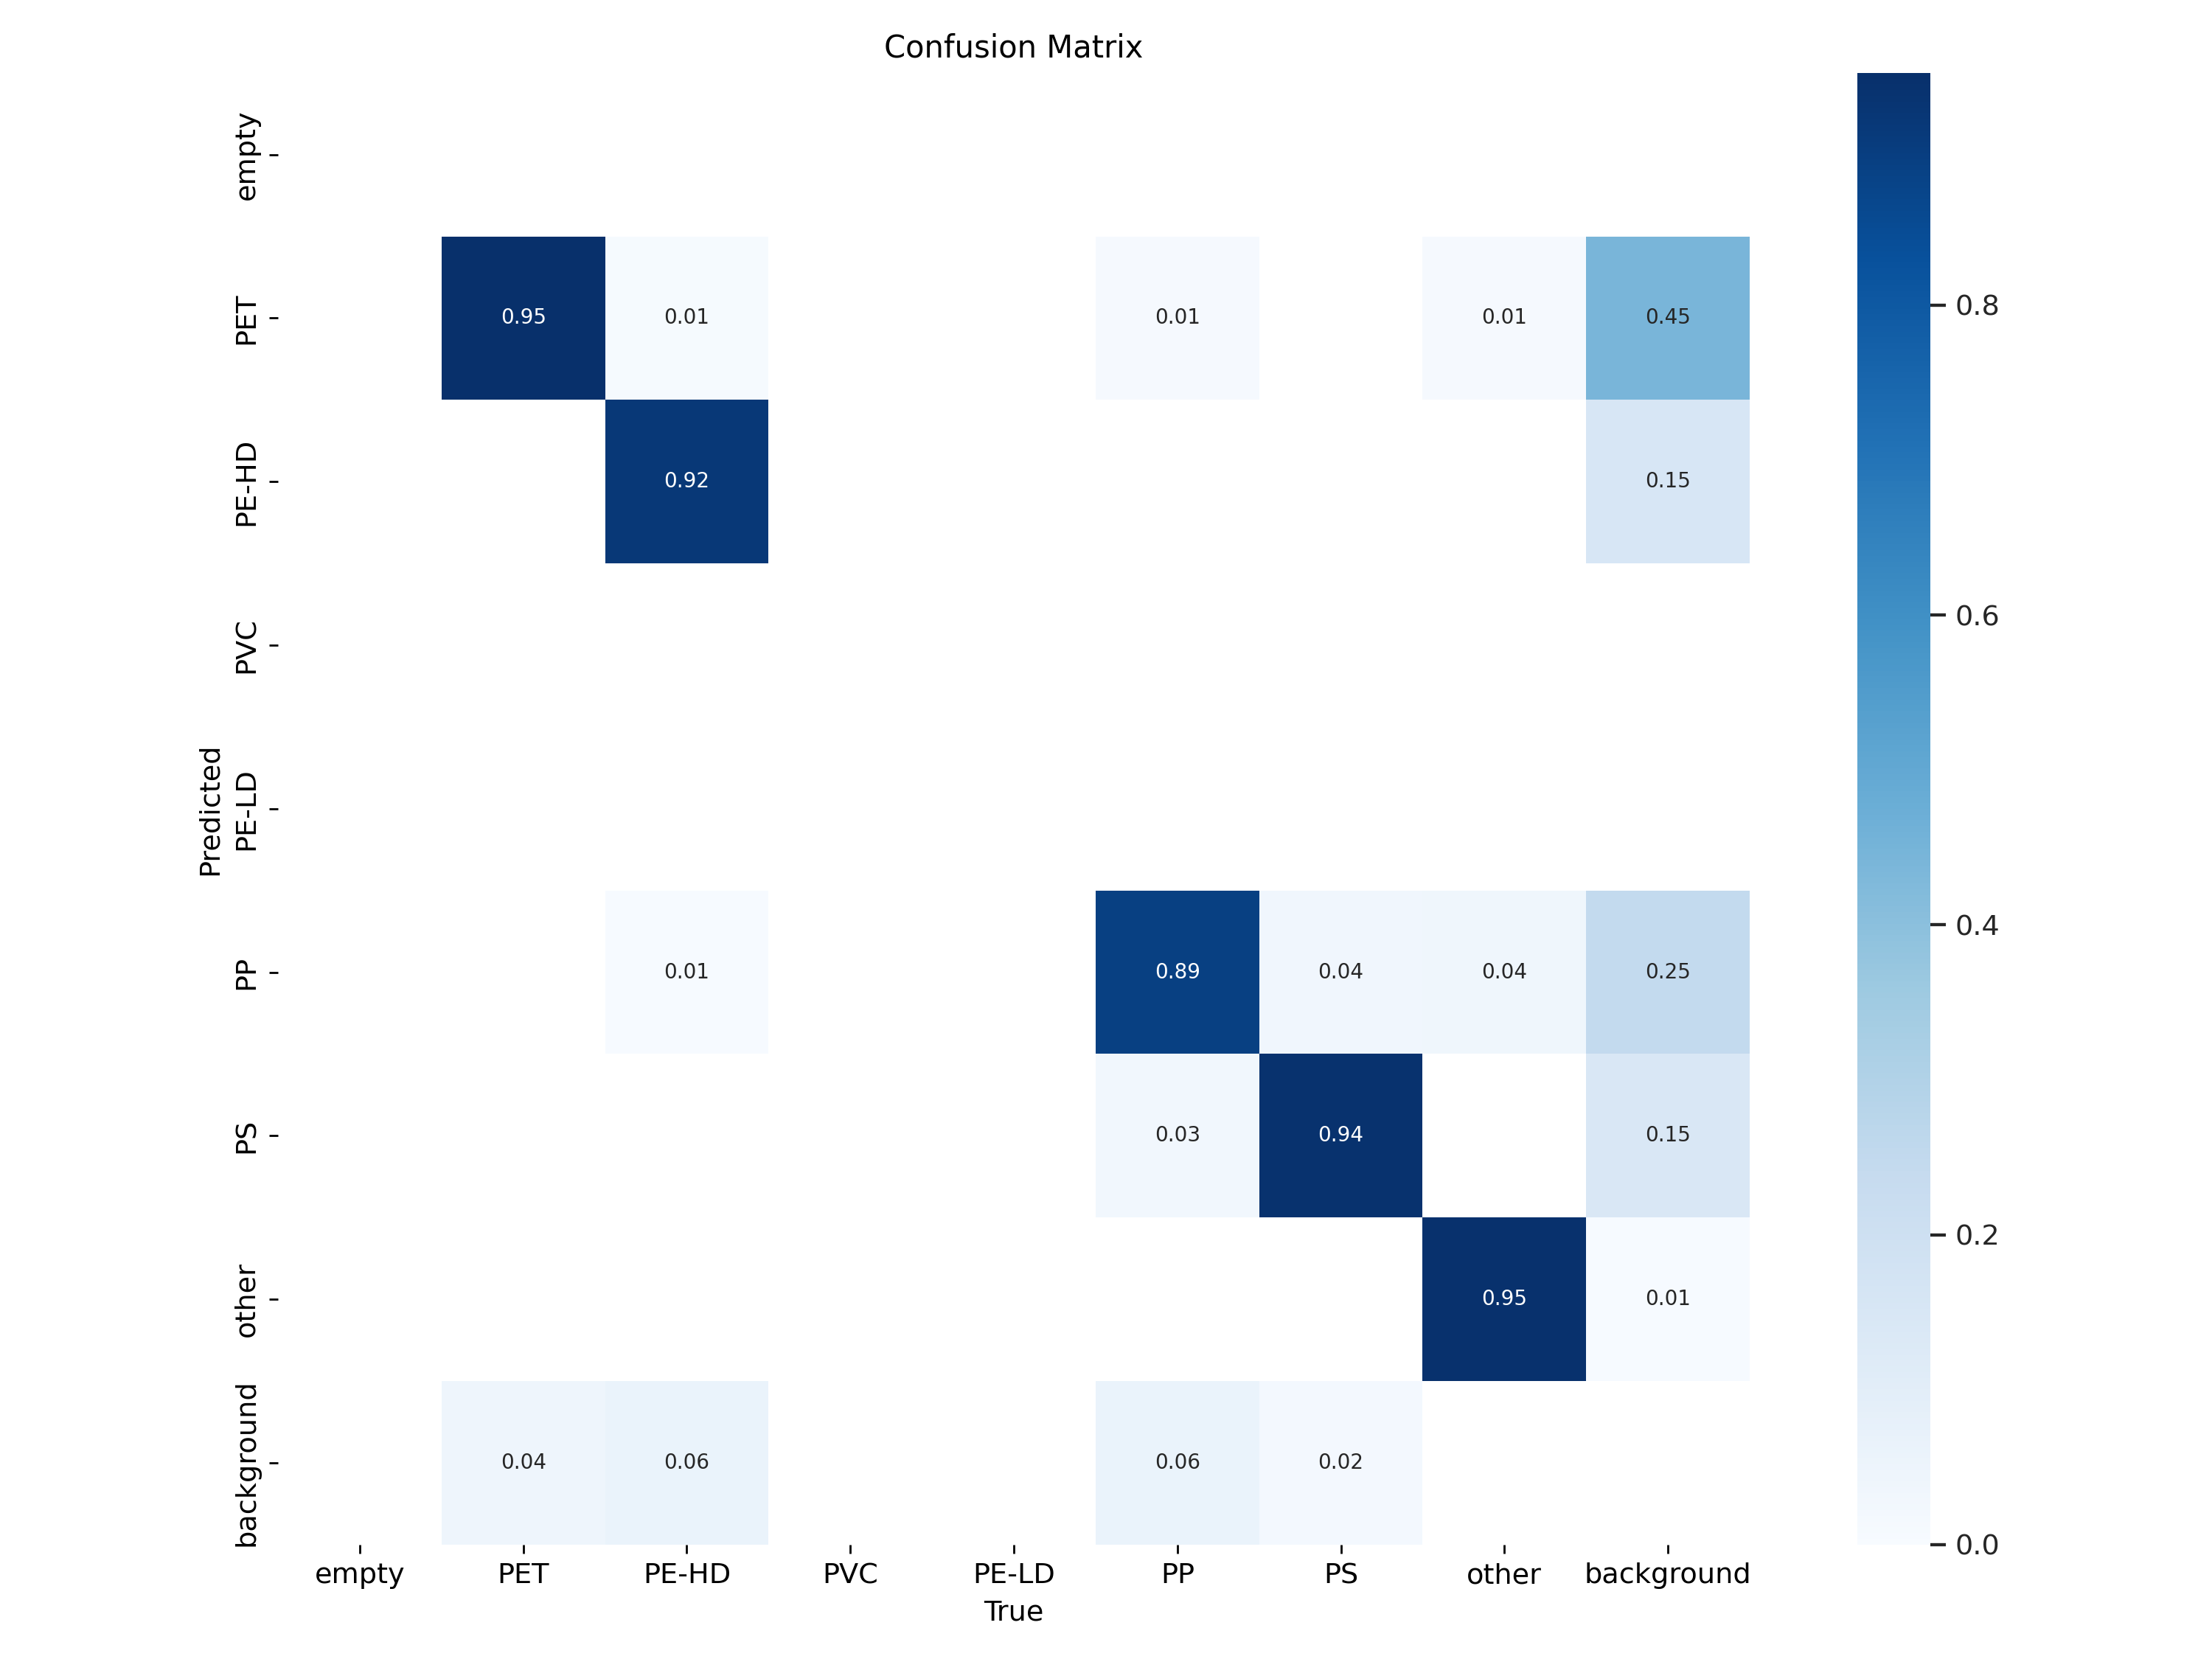 Confusion Matrix
empty
PET
0.95 0.01 0.01 0.01 0.45
0.8
PE-HD
0.92 0.15
0.6
PVC
Predicted
PE-LD
0.4
PP
0.01 0.89 0.04 0.04 0.25
PS
0.03 0.94 0.15
0.2
other
0.95 0.01
background
0.04 0.06 0.06 0.02
0.0
empty PET PE-HD PVC PE-LD PP PS other background
True